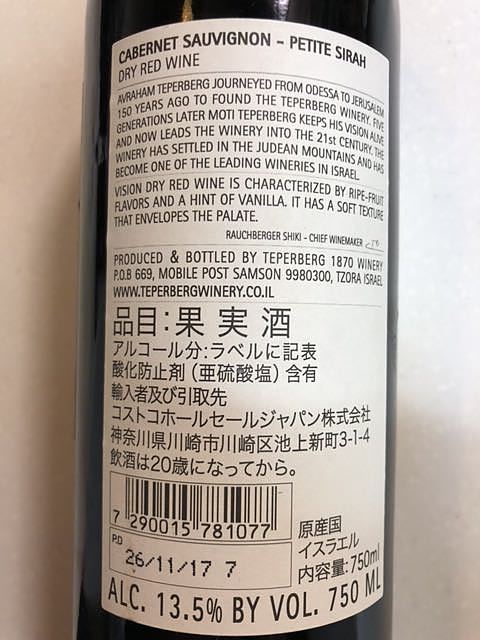 CABERNET SAUVIGNON - PETITE SIRAH
DRY RED WINE
AVRAHAM TEPERBERG JOURNEYED FROM ODESSA TO JERUSALEM
150 YEARS AGO TO FOUND THE TEPERBERG WINERY. FIVE
GENERATIONS LATER MOTI TEPERBERG KEEPS HIS VISION ALIVE
AND NOW LEADS THE WINERY INTO THE 21st CENTURY. THE
WINERY HAS SETTLED IN THE JUDEAN MOUNTAINS AND HAS
BECOME ONE OF THE LEADING WINERIES IN ISRAEL.
VISION DRY RED WINE IS CHARACTERIZED BY RIPE-FRUIT
FLAVORS AND A HINT OF VANILLA. IT HAS A SOFT TEXTURE
THAT ENVELOPES THE PALATE.
RAUCHBERGER SHIKI - CHIEF WINEMAKER
PRODUCED & BOTTLED BY TEPERBERG 1870 WINERY
P.O.B 669, MOBILE POST SAMSON 9980300, TZORA ISRAEL
WWW.TEPERBERGWINERY.CO.IL
品目:果実酒
アルコール分:ラベルに記表
酸化防止剤(亜硫酸塩)含有
輸入者及び引取先
コストコホールセールジャパン株式会社
神奈川県川崎市川崎区池上新町3-1-4
飲酒は20歳になってから。
7 290015 781077
P.D
26/11/17 7
原産国
イスラエル
内容量:750ml
ALC. 13.5% BY VOL. 750 ML